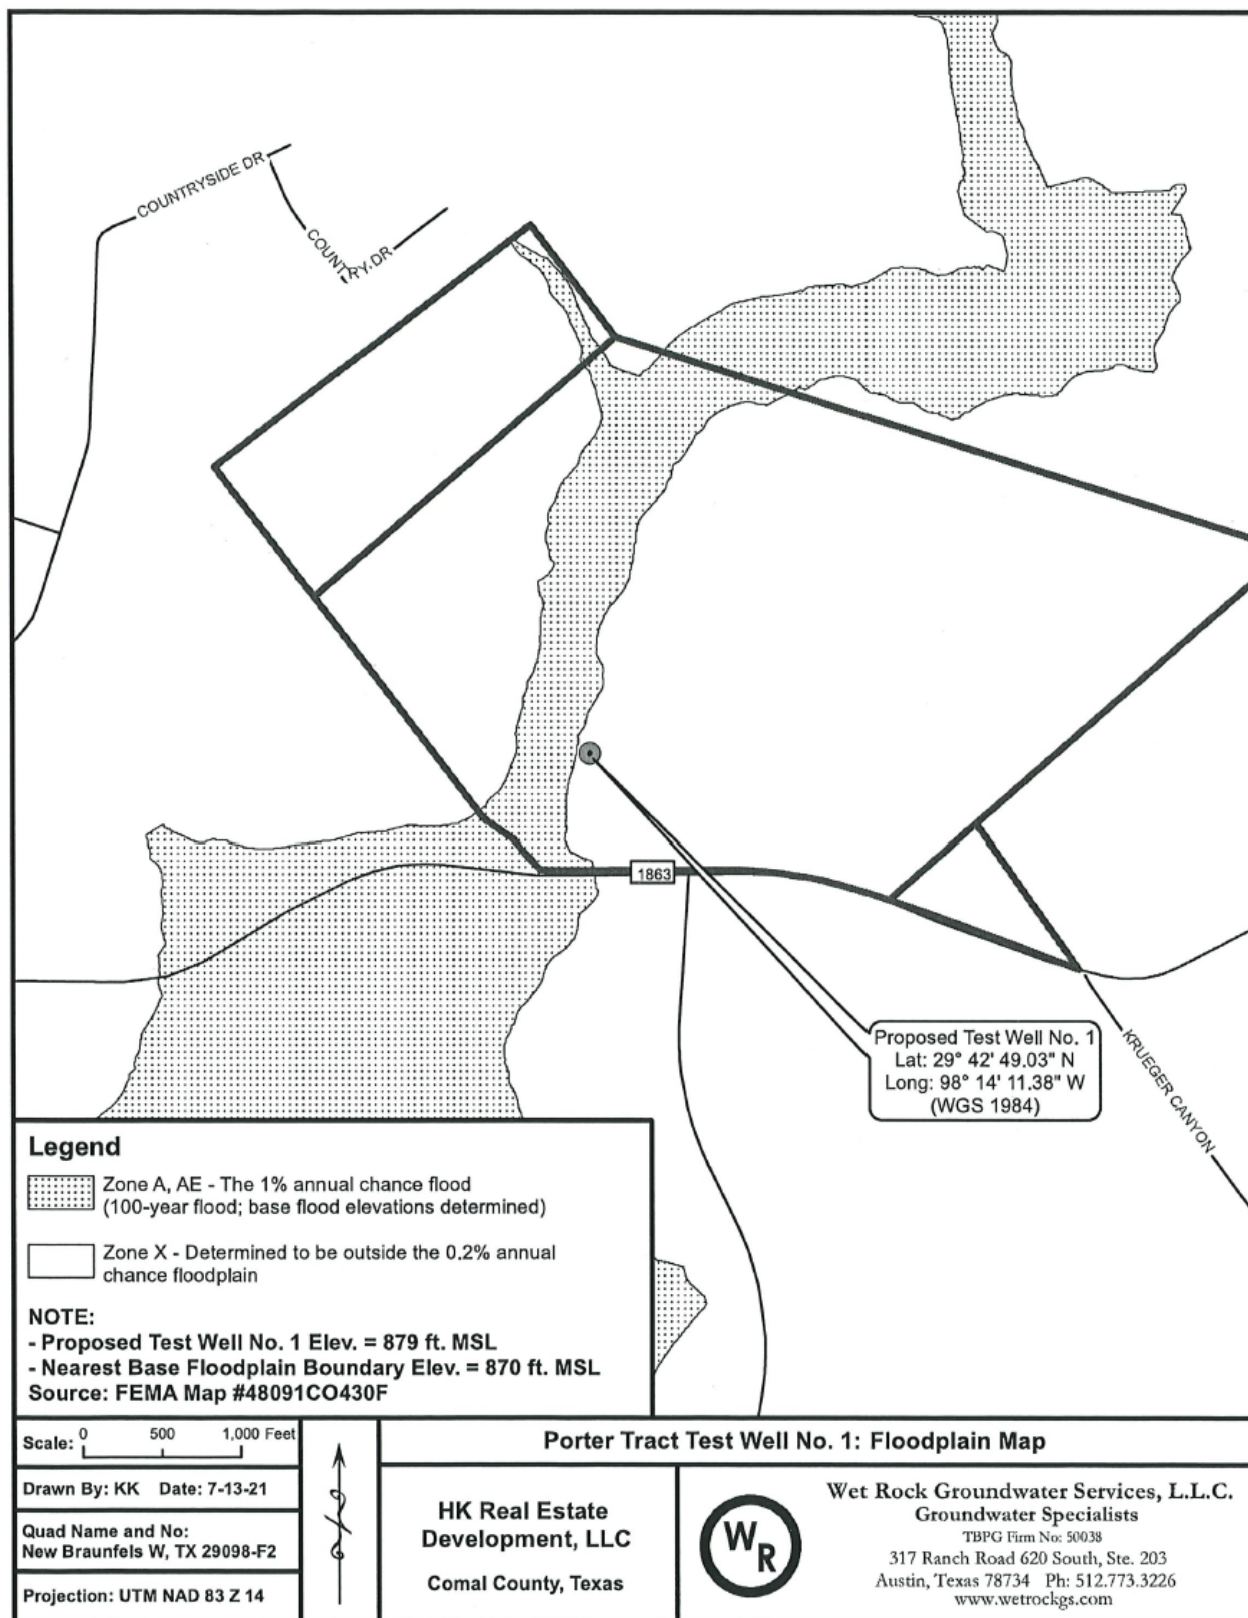 COUNTRYSIDE DR
COUNTRY DR
1863
Proposed Test Well No. 1
Lat: 29° 42' 49.03" N
Long: 98° 14' 11.38" W
(WGS 1984)
KRUEGER CANYON
Legend
Zone A, AE - The 1% annual chance flood
(100-year flood; base flood elevations determined)
Zone X - Determined to be outside the 0.2% annual
chance floodplain
NOTE:
- Proposed Test Well No. 1 Elev. = 879 ft. MSL
- Nearest Base Floodplain Boundary Elev. = 870 ft. MSL
Source: FEMA Map #48091CO430F
Scale: 0 500 1,000 Feet
Drawn By: KK Date: 7-13-21
Quad Name and No:
New Braunfels W, TX 29098-F2
Projection: UTM NAD 83 Z 14
Porter Tract Test Well No. 1: Floodplain Map
HK Real Estate
Development, LLC
Comal County, Texas
WR
Wet Rock Groundwater Services, L.L.C.
Groundwater Specialists
TBPG Firm No: 50038
317 Ranch Road 620 South, Ste. 203
Austin, Texas 78734 Ph: 512.773.3226
www.wetrockgs.com